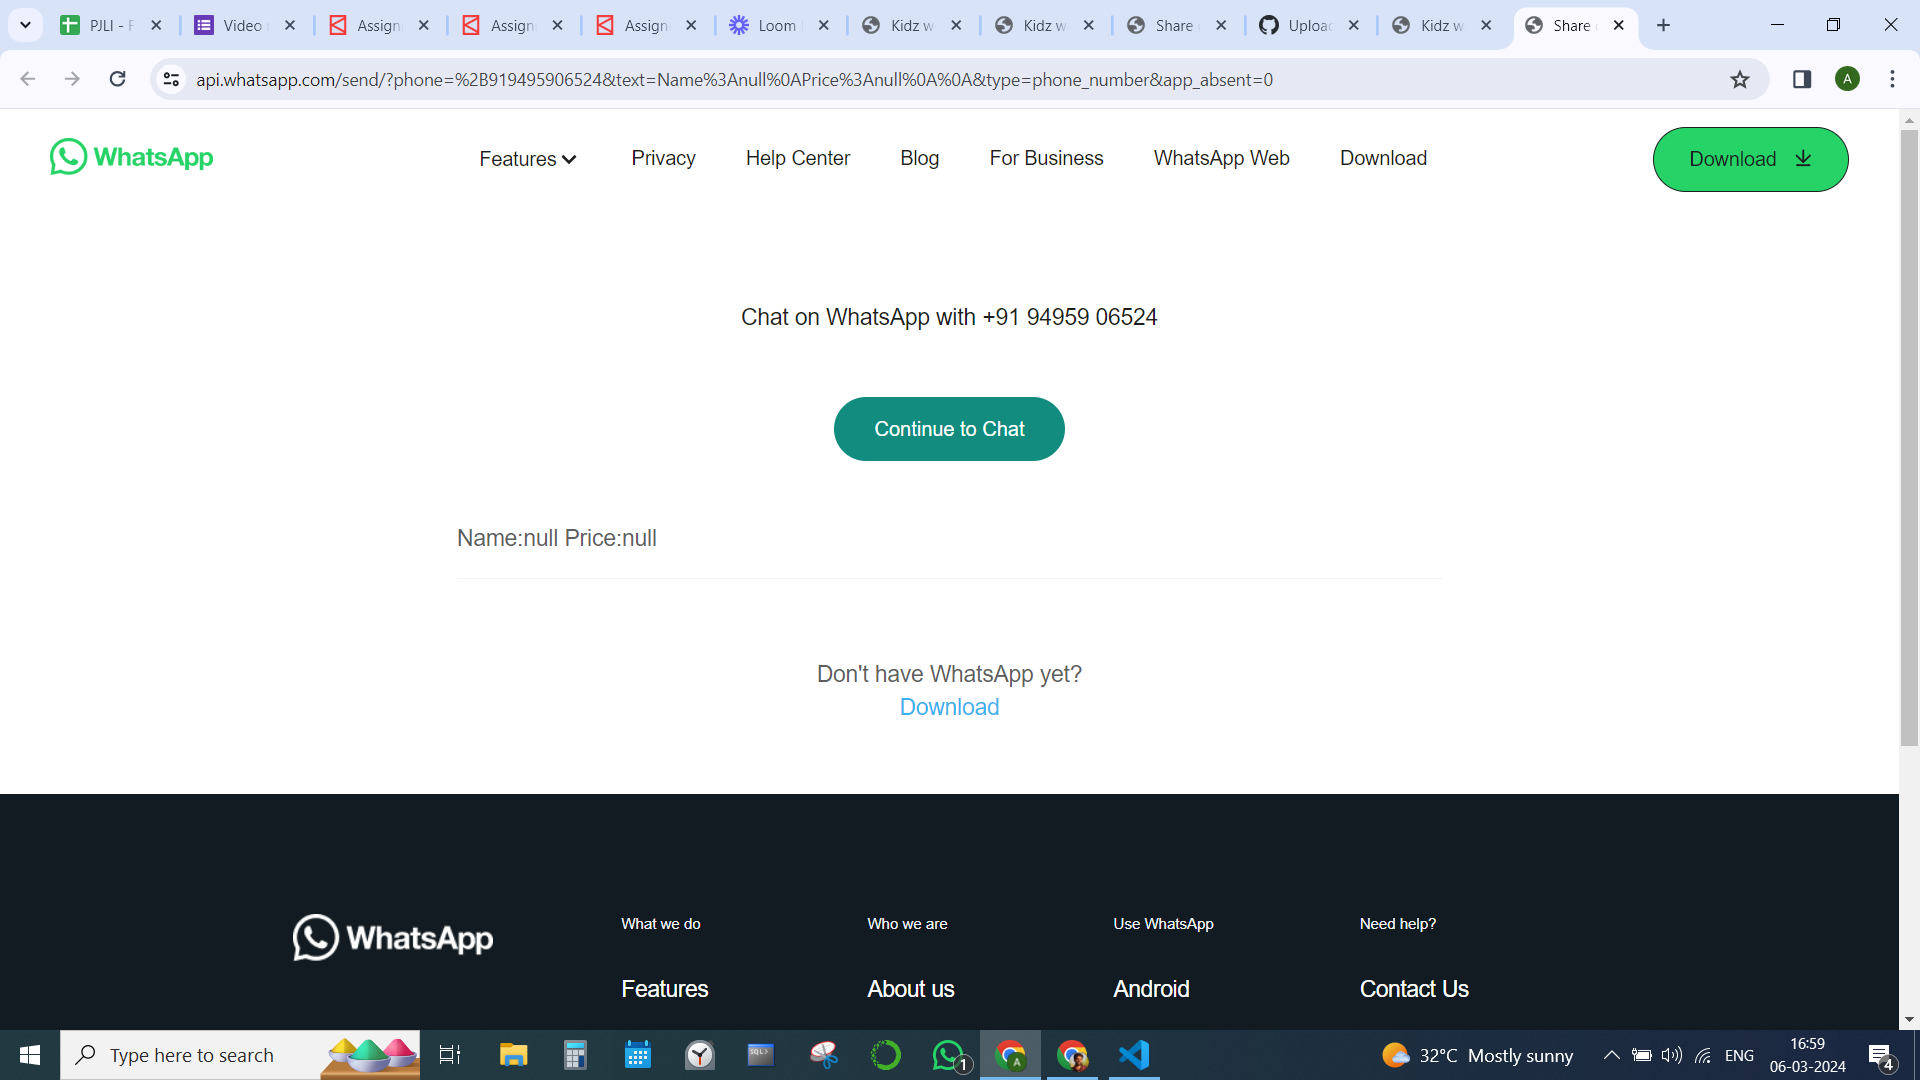 PJLI - F
Video
Assign
Assign
Assign
Loom
Kidz w
Kidz w
Share
Upload
Kidz w
Share
api.whatsapp.com/send/?phone=%2B919495906524&text=Name%3Anull%0APrice%3Anull%0A%0A&type=phone_number&app_absent=0
A
WhatsApp
Features
Privacy
Help Center
Blog
For Business
WhatsApp Web
Download
Download
Chat on WhatsApp with +91 94959 06524
Continue to Chat
Name:null Price:null
Don't have WhatsApp yet?
Download
WhatsApp
What we do
Who we are
Use WhatsApp
Need help?
Features
About us
Android
Contact Us
Type here to search
SQL>
1
A
32°C Mostly sunny
ENG
16:59
06-03-2024
4